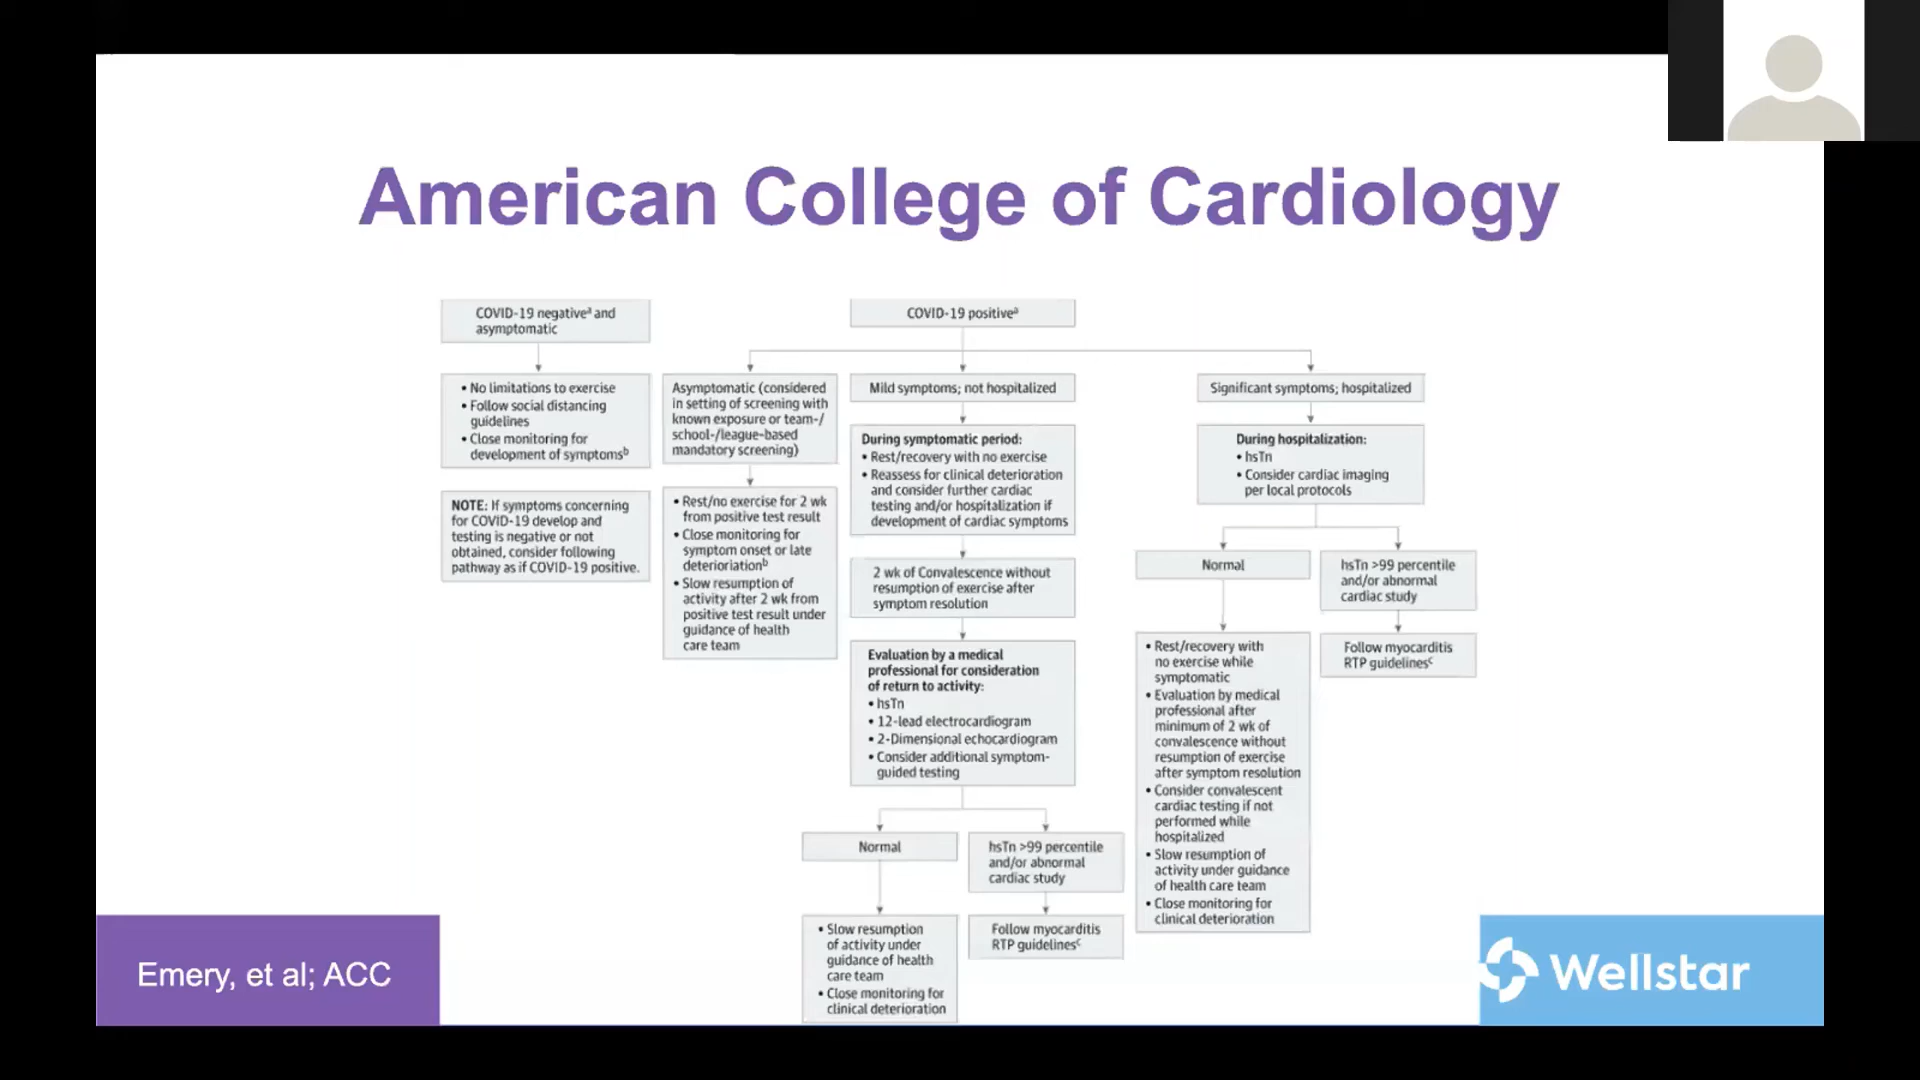 American College of Cardiology
COVID-19 negativeᵃ and
asymptomatic
• No limitations to exercise
• Follow social distancing
guidelines
• Close monitoring for
development of symptomsᵇ
NOTE: If symptoms concerning
for COVID-19 develop and
testing is negative or not
obtained, consider following
pathway as if COVID-19 positive.
COVID-19 positiveᵃ
Asymptomatic (considered
in setting of screening with
known exposure or team-/
school-/league-based
mandatory screening)
• Rest/no exercise for 2 wk
from positive test result
• Close monitoring for
symptom onset or late
deterioriationᵇ
• Slow resumption of
activity after 2 wk from
positive test result under
guidance of health
care team
Mild symptoms; not hospitalized
During symptomatic period:
• Rest/recovery with no exercise
• Reassess for clinical deterioration
and consider further cardiac
testing and/or hospitalization if
development of cardiac symptoms
2 wk of Convalescence without
resumption of exercise after
symptom resolution
Evaluation by a medical
professional for consideration
of return to activity:
• hsTn
• 12-lead electrocardiogram
• 2-Dimensional echocardiogram
• Consider additional symptom-
guided testing
Normal
• Slow resumption
of activity under
guidance of health
care team
• Close monitoring for
clinical deterioration
hsTn >99 percentile
and/or abnormal
cardiac study
Follow myocarditis
RTP guidelinesᶜ
Significant symptoms; hospitalized
During hospitalization:
• hsTn
• Consider cardiac imaging
per local protocols
Normal
• Rest/recovery with
no exercise while
symptomatic
• Evaluation by medical
professional after
minimum of 2 wk of
convalescence without
resumption of exercise
after symptom resolution
• Consider convalescent
cardiac testing if not
performed while
hospitalized
• Slow resumption of
activity under guidance
of health care team
• Close monitoring for
clinical deterioration
hsTn >99 percentile
and/or abnormal
cardiac study
Follow myocarditis
RTP guidelinesᶜ
Emery, et al; ACC
Wellstar